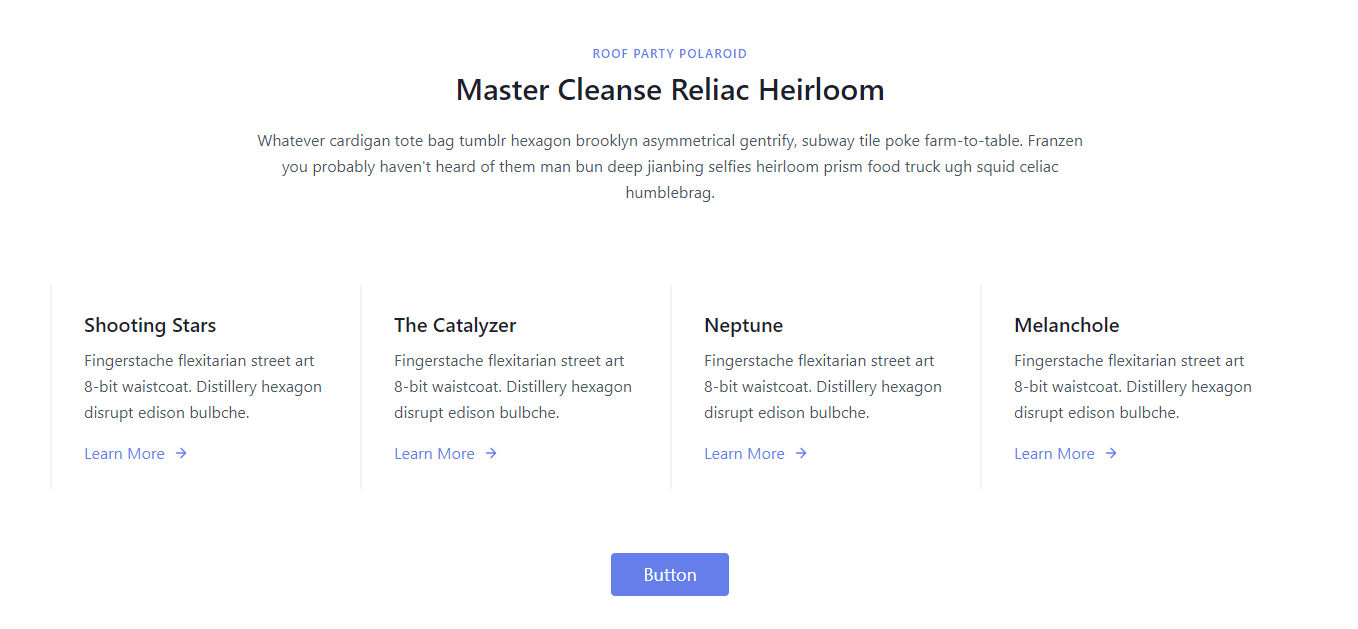 ROOF PARTY POLAROID
Master Cleanse Reliac Heirloom
Whatever cardigan tote bag tumblr hexagon brooklyn asymmetrical gentrify, subway tile poke farm-to-table. Franzen
you probably haven't heard of them man bun deep jianbing selfies heirloom prism food truck ugh squid celiac
humblebrag.
Shooting Stars
Fingerstache flexitarian street art
8-bit waistcoat. Distillery hexagon
disrupt edison bulbche.
Learn More →
The Catalyzer
Fingerstache flexitarian street art
8-bit waistcoat. Distillery hexagon
disrupt edison bulbche.
Learn More →
Neptune
Fingerstache flexitarian street art
8-bit waistcoat. Distillery hexagon
disrupt edison bulbche.
Learn More →
Melanchole
Fingerstache flexitarian street art
8-bit waistcoat. Distillery hexagon
disrupt edison bulbche.
Learn More →
Button